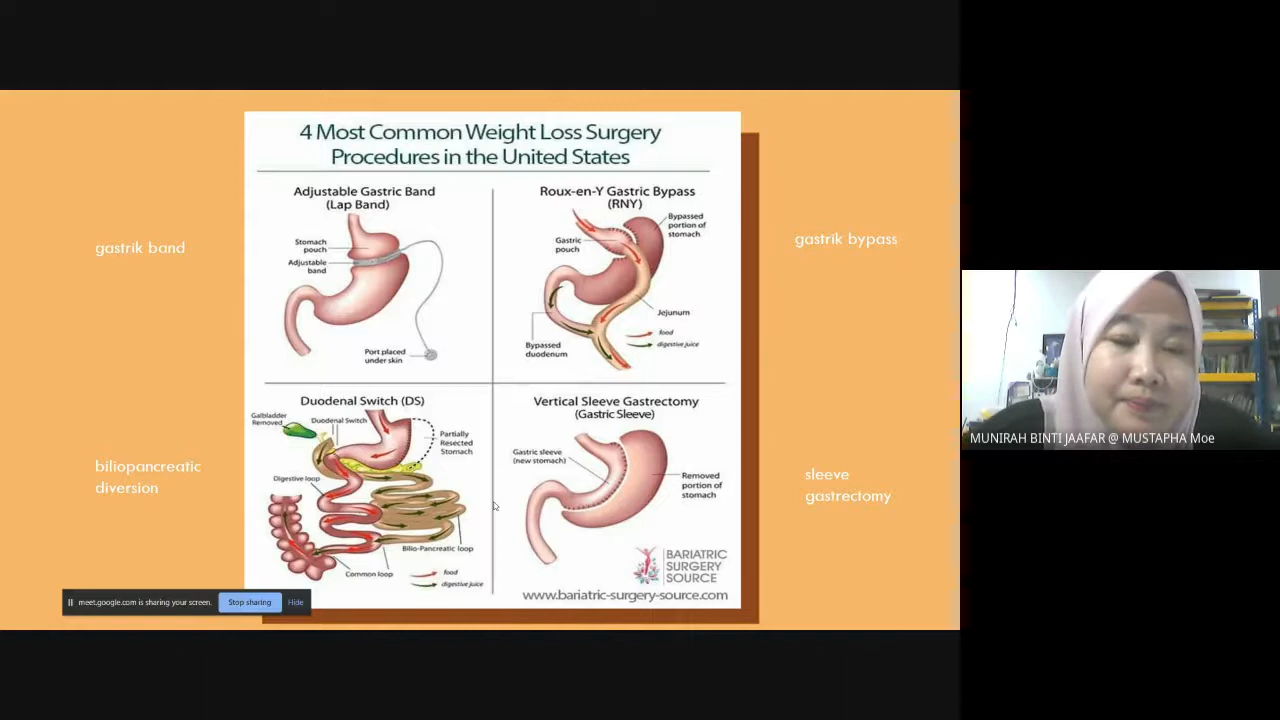 4 Most Common Weight Loss Surgery
Procedures in the United States
Adjustable Gastric Band
(Lap Band)
Stomach
pouch
Adjustable
band
Port placed
under skin
Roux-en-Y Gastric Bypass
(RNY)
Bypassed
portion of
stomach
Gastric
pouch
Jejunum
Bypassed
duodenum
food
digestive juice
Duodenal Switch (DS)
Galbladder
Removed
Duodenal Switch
Partially
Resected
Stomach
Digestive loop
Bilio-Pancreatic loop
Common loop
food
digestive juice
Vertical Sleeve Gastrectomy
(Gastric Sleeve)
Gastric sleeve
(new stomach)
Removed
portion of
stomach
BARIATRIC
SURGERY
SOURCE
www.bariatric-surgery-source.com
gastrik band
gastrik bypass
biliopancreatic
diversion
sleeve
gastrectomy
meet.google.com is sharing your screen.
Stop sharing
Hide
MUNIRAH BINTI JAAFAR @ MUSTAPHA Moe